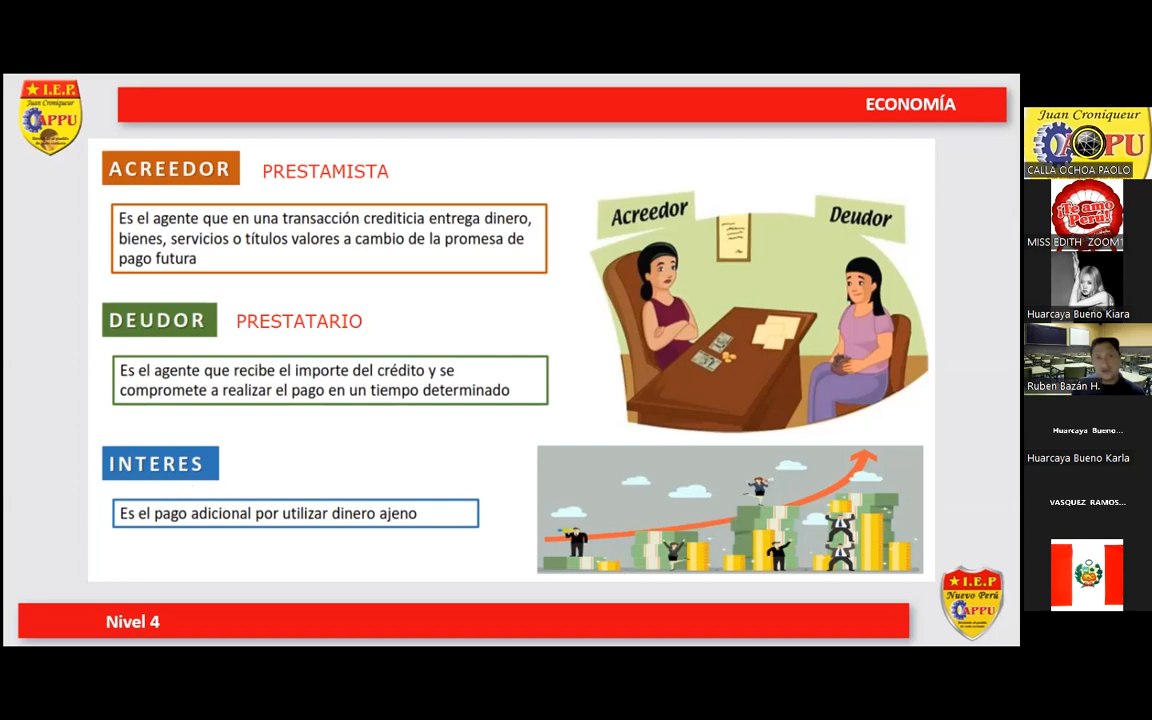 ★ I.E.P.
Juan Croniqueur
APPU
ECONOMÍA
ACREEDOR PRESTAMISTA
Es el agente que en una transacción crediticia entrega dinero,
bienes, servicios o títulos valores a cambio de la promesa de
pago futura
DEUDOR PRESTATARIO
Es el agente que recibe el importe del crédito y se
compromete a realizar el pago en un tiempo determinado
INTERES
Es el pago adicional por utilizar dinero ajeno
Acreedor
Deudor
Nivel 4
★ I.E.P
Nuevo Perú
APPU
Juan Croniqueur
PU
CALLA OCHOA PAOLO
¡Te amo
Perú!
MISS EDITH ZOOM1
Huarcaya Bueno Kiara
Ruben Bazán H.
Huarcaya Bueno...
Huarcaya Bueno Karla
VASQUEZ RAMOS...